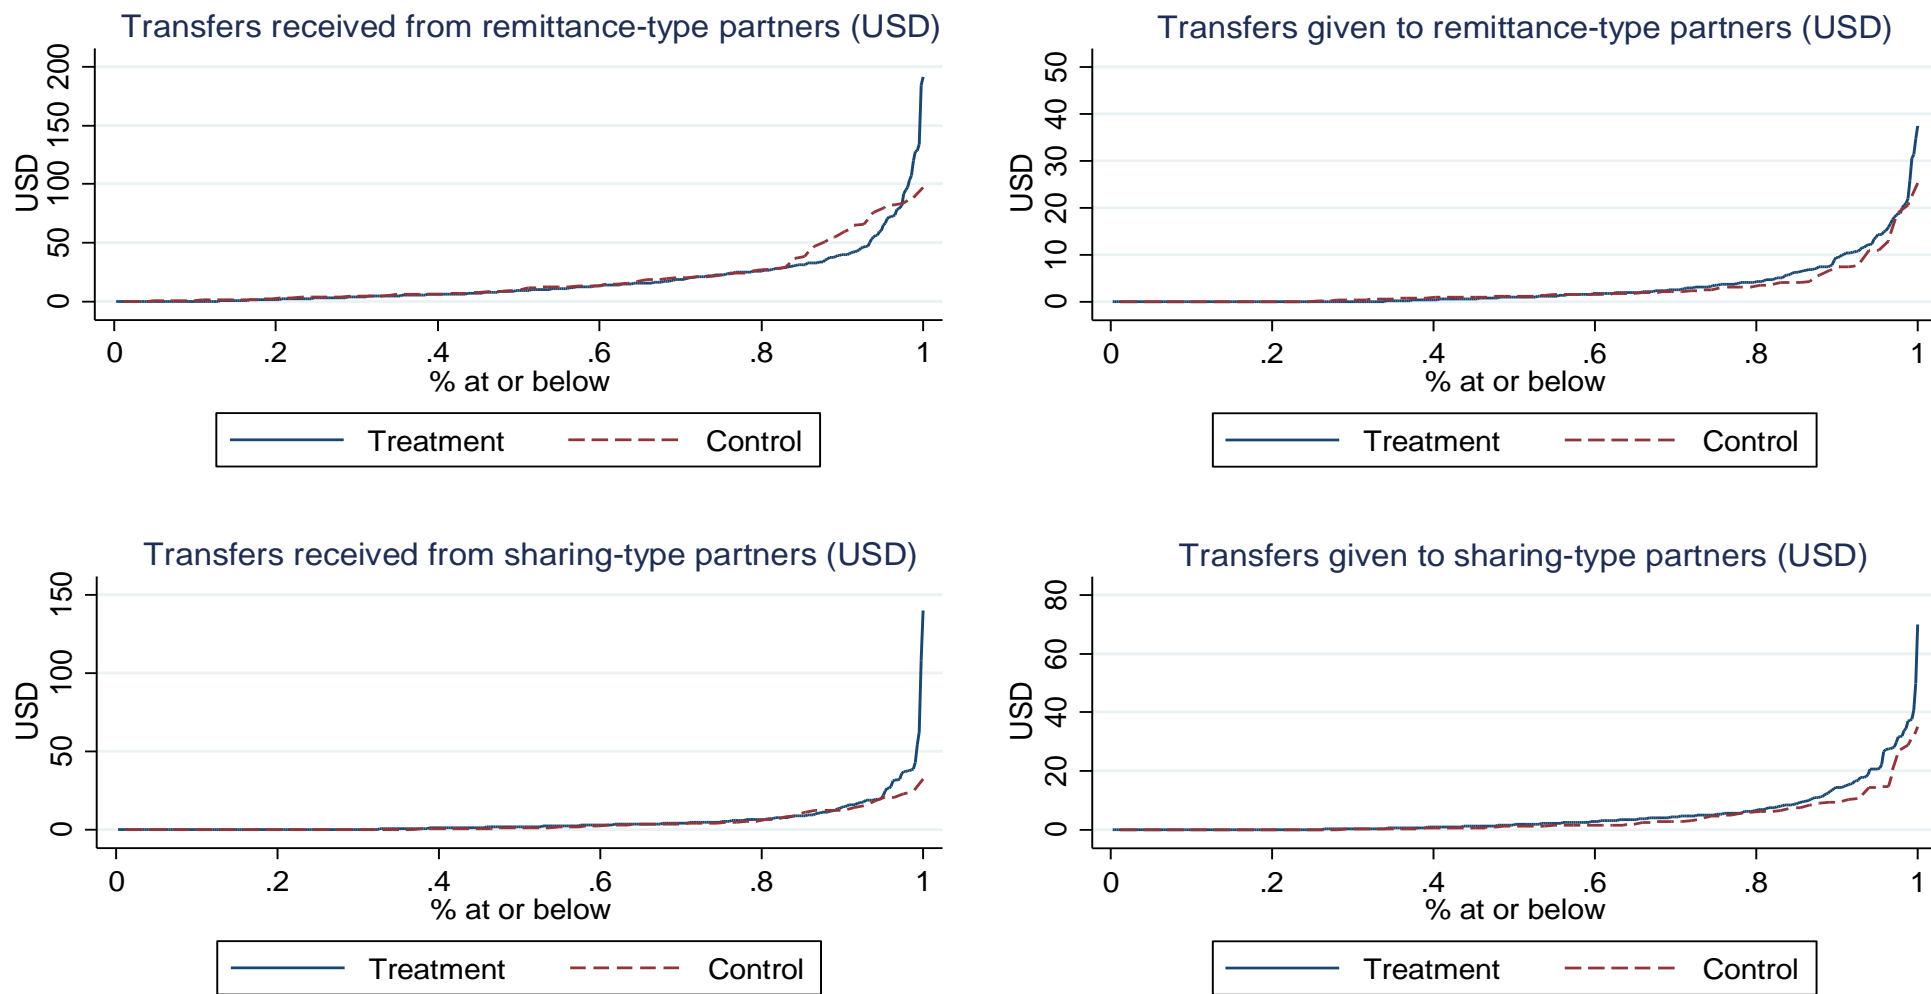 Transfers received from remittance-type partners (USD)
USD
200
150
100
50
0
0 .2 .4 .6 .8 1
% at or below
Treatment Control
Transfers given to remittance-type partners (USD)
USD
50
40
30
20
10
0
0 .2 .4 .6 .8 1
% at or below
Treatment Control
Transfers received from sharing-type partners (USD)
USD
150
100
50
0
0 .2 .4 .6 .8 1
% at or below
Treatment Control
Transfers given to sharing-type partners (USD)
USD
80
60
40
20
0
0 .2 .4 .6 .8 1
% at or below
Treatment Control